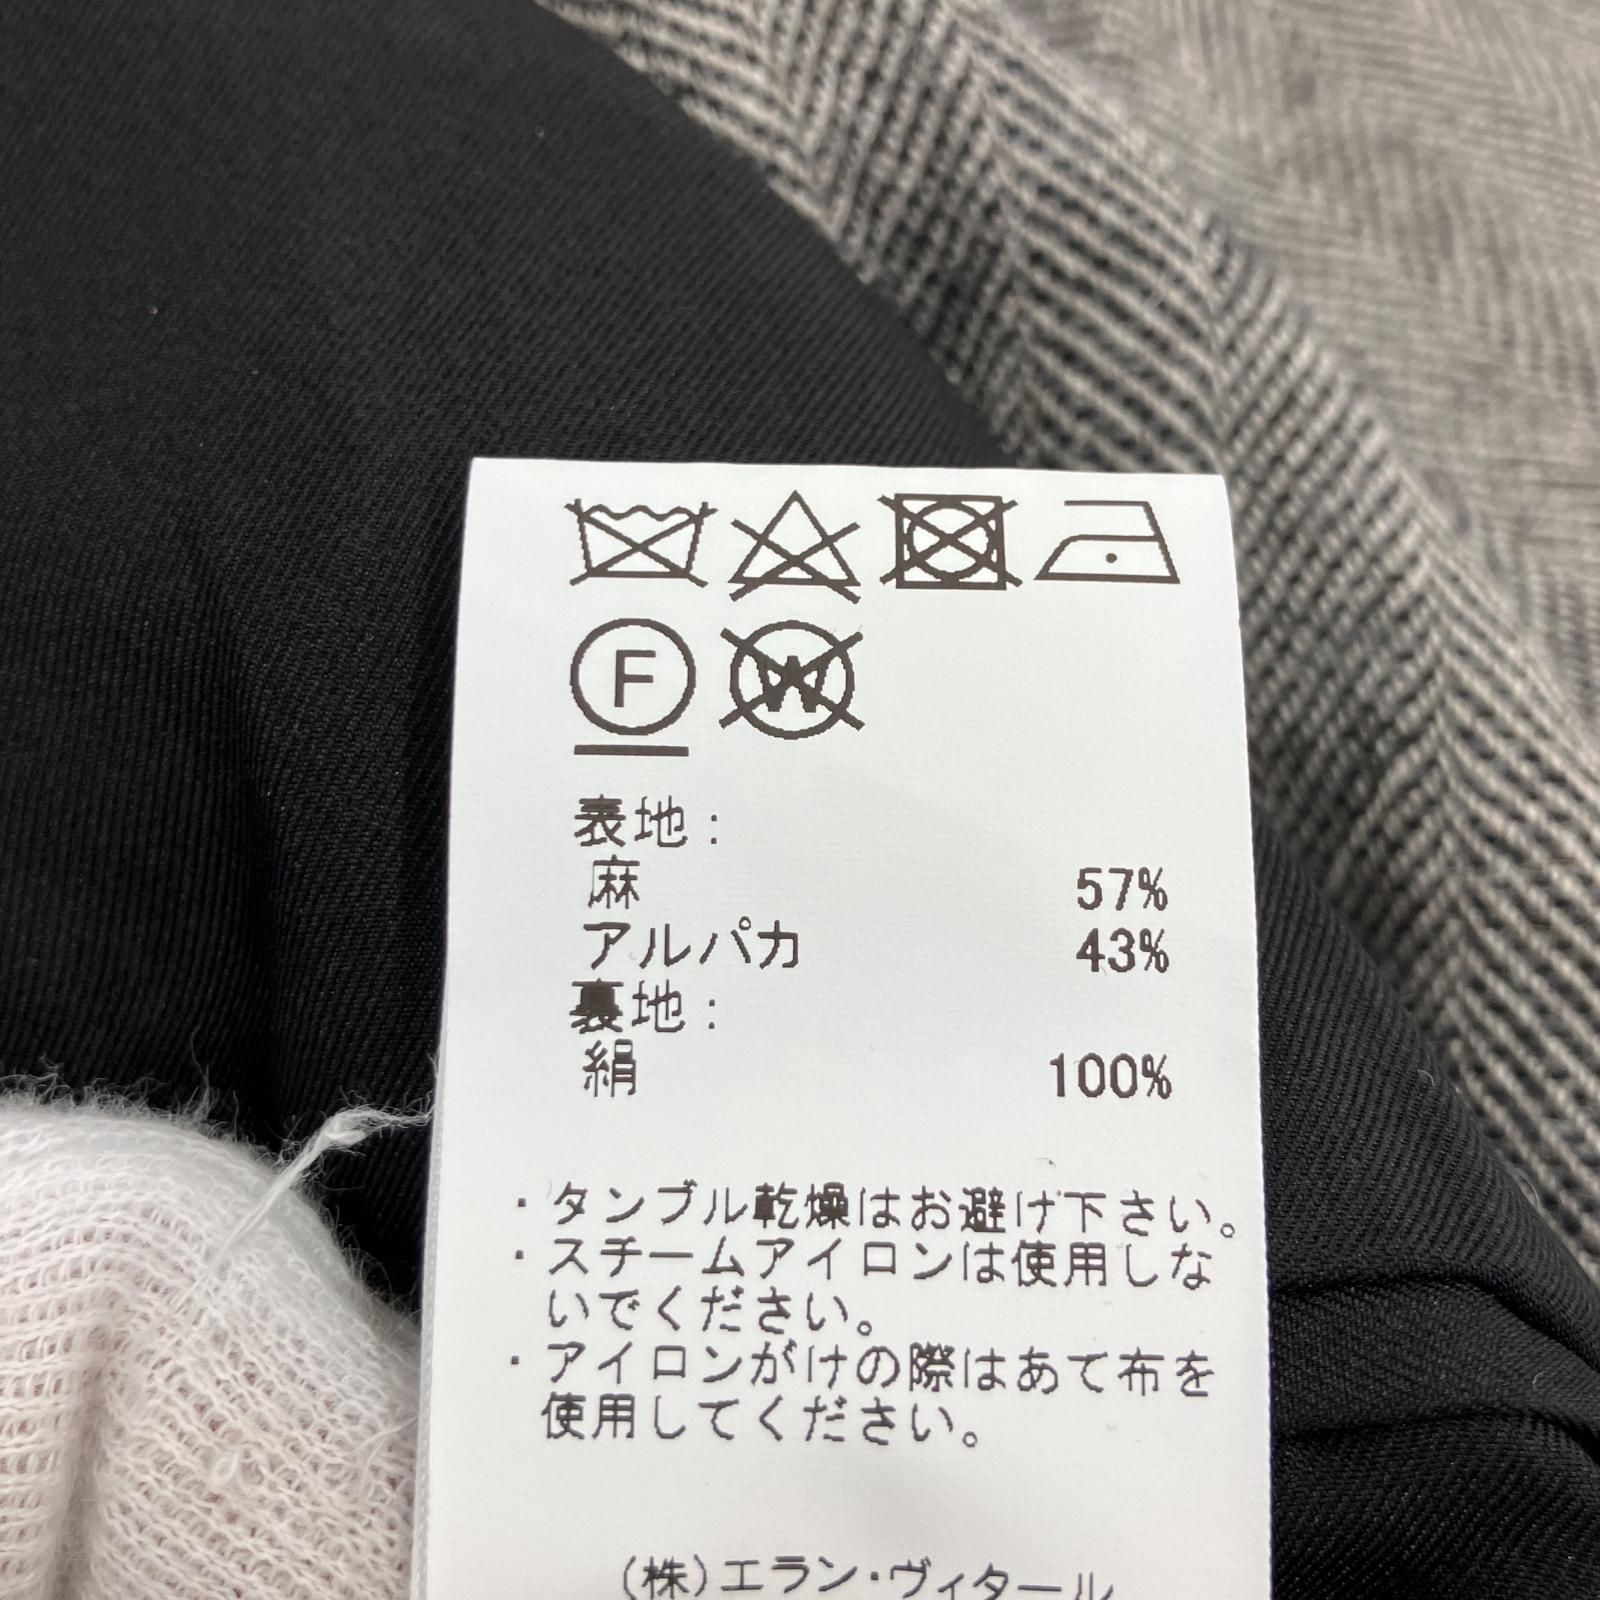 F W
表地:
麻 57%
アルパカ 43%
裏地:
絹 100%
・タンブル乾燥はお避け下さい。
・スチームアイロンは使用しな
いでください。
・アイロンがけの際はあて布を
使用してください。
(株)エラン・ヴィタール